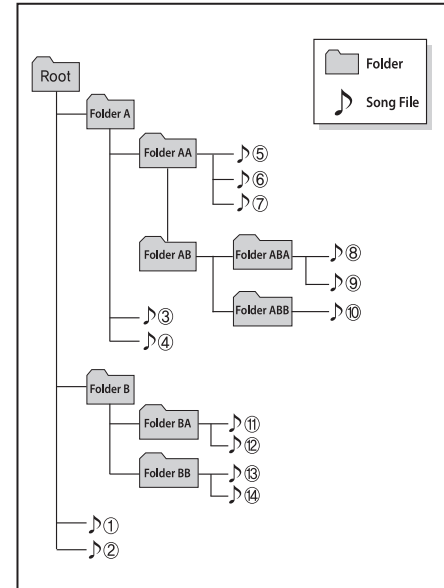 Root
Folder
Song File
Folder A
Folder AA
♪⑤
♪⑥
♪⑦
Folder AB
Folder ABA
♪⑧
♪⑨
Folder ABB
♪⑩
♪③
♪④
Folder B
Folder BA
♪⑪
♪⑫
Folder BB
♪⑬
♪⑭
♪①
♪②